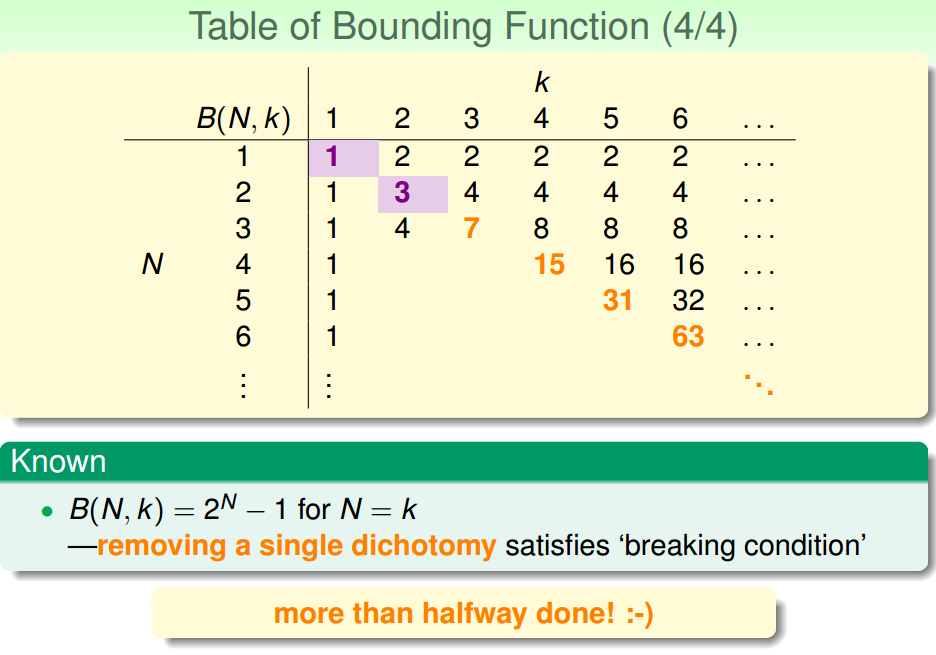 Table of Bounding Function (4/4)
k
B(N, k) 1 2 3 4 5 6 ...
1 1 2 2 2 2 2 ...
2 1 3 4 4 4 4 ...
3 1 4 7 8 8 8 ...
N 4 1 15 16 16 ...
5 1 31 32 ...
6 1 63 ...
⋮ ⋮ ⋱
Known
• B(N, k) = 2^N − 1 for N = k
—removing a single dichotomy satisfies ‘breaking condition’
more than halfway done! :-)